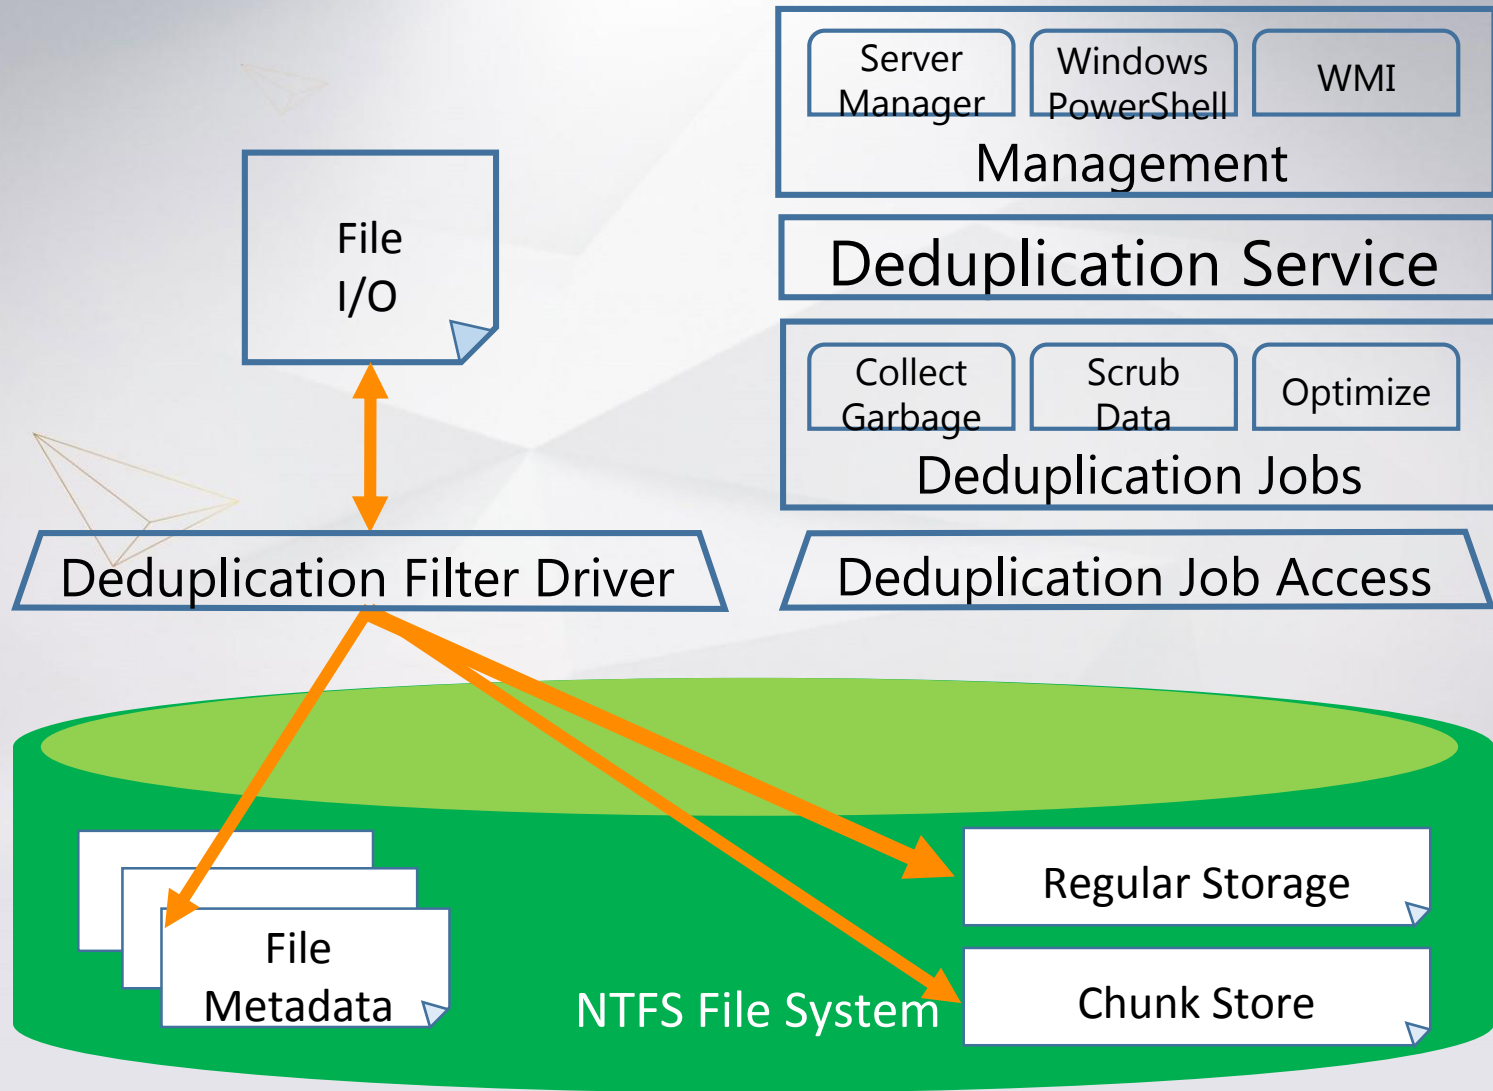 Server
Manager
Windows
PowerShell
WMI
Management
File
I/O
Deduplication Service
Collect
Garbage
Scrub
Data
Optimize
Deduplication Jobs
Deduplication Filter Driver
Deduplication Job Access
Regular Storage
File
Metadata
NTFS File System
Chunk Store